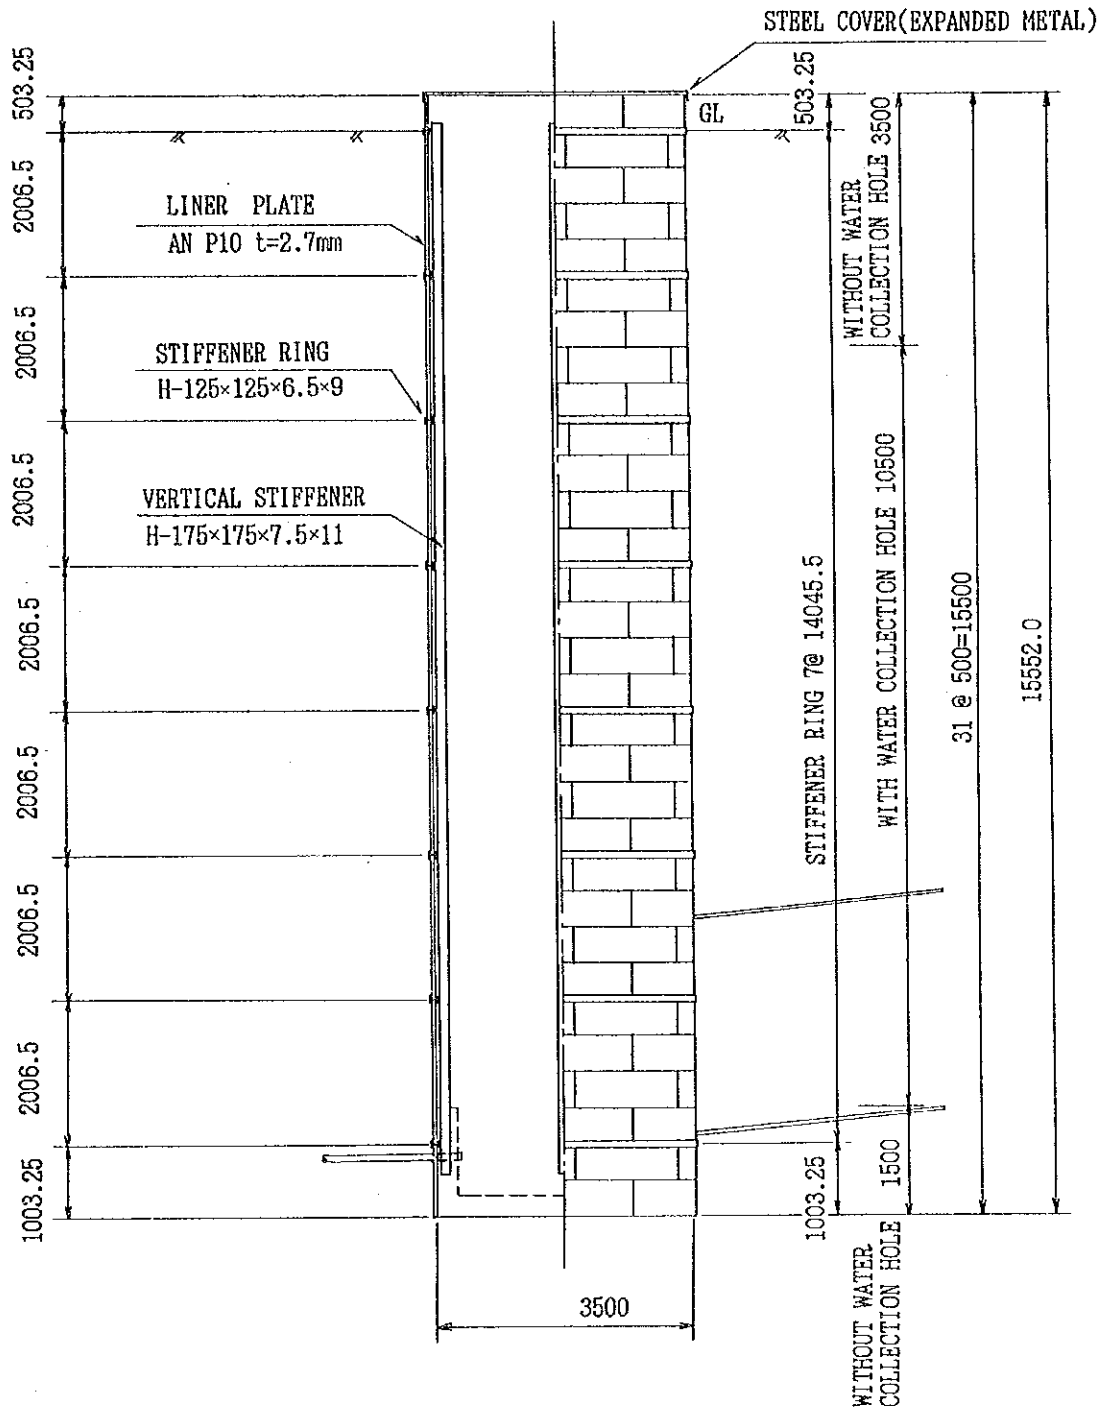 STEEL COVER(EXPANDED METAL)
503.25
503.25
GL
WITHOUT WATER
COLLECTION HOLE 3500
2006.5
LINER PLATE
AN P10 t=2.7mm
2006.5
STIFFENER RING
H-125×125×6.5×9
2006.5
VERTICAL STIFFENER
H-175×175×7.5×11
2006.5
2006.5
2006.5
2006.5
1003.25
STIFFENER RING 7@ 14045.5
WITH WATER COLLECTION HOLE 10500
31 @ 500=15500
15552.0
1003.25
1500
WITHOUT WATER
COLLECTION HOLE
3500